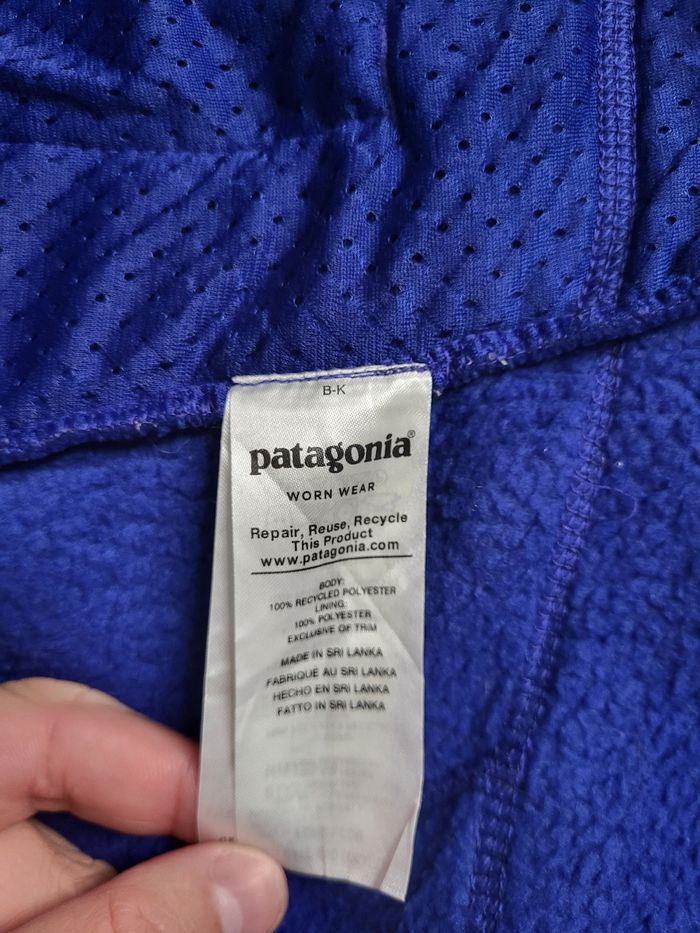 B-K
patagonia®
WORN WEAR
Repair, Reuse, Recycle
This Product
www.patagonia.com
BODY:
100% RECYCLED POLYESTER
LINING:
100% POLYESTER
EXCLUSIVE OF TRIM
MADE IN SRI LANKA
FABRIQUE AU SRI LANKA
HECHO EN SRI LANKA
FATTO IN SRI LANKA